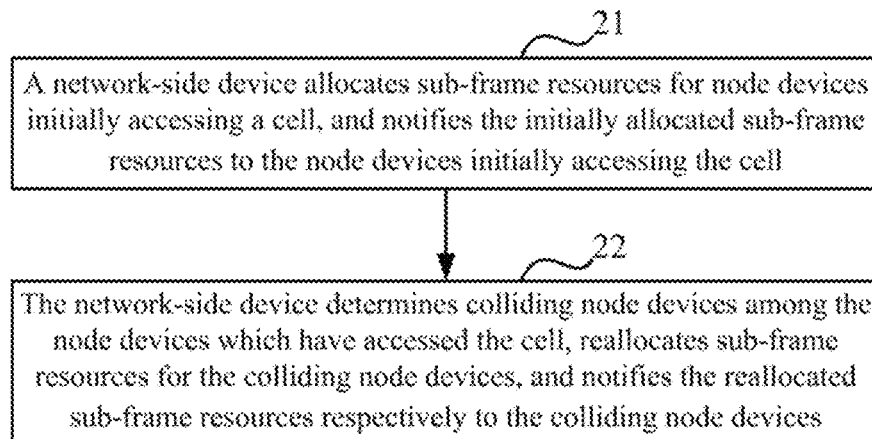 21
A network-side device allocates sub-frame resources for node devices
initially accessing a cell, and notifies the initially allocated sub-frame
resources to the node devices initially accessing the cell
22
The network-side device determines colliding node devices among the
node devices which have accessed the cell, reallocates sub-frame
resources for the colliding node devices, and notifies the reallocated
sub-frame resources respectively to the colliding node devices